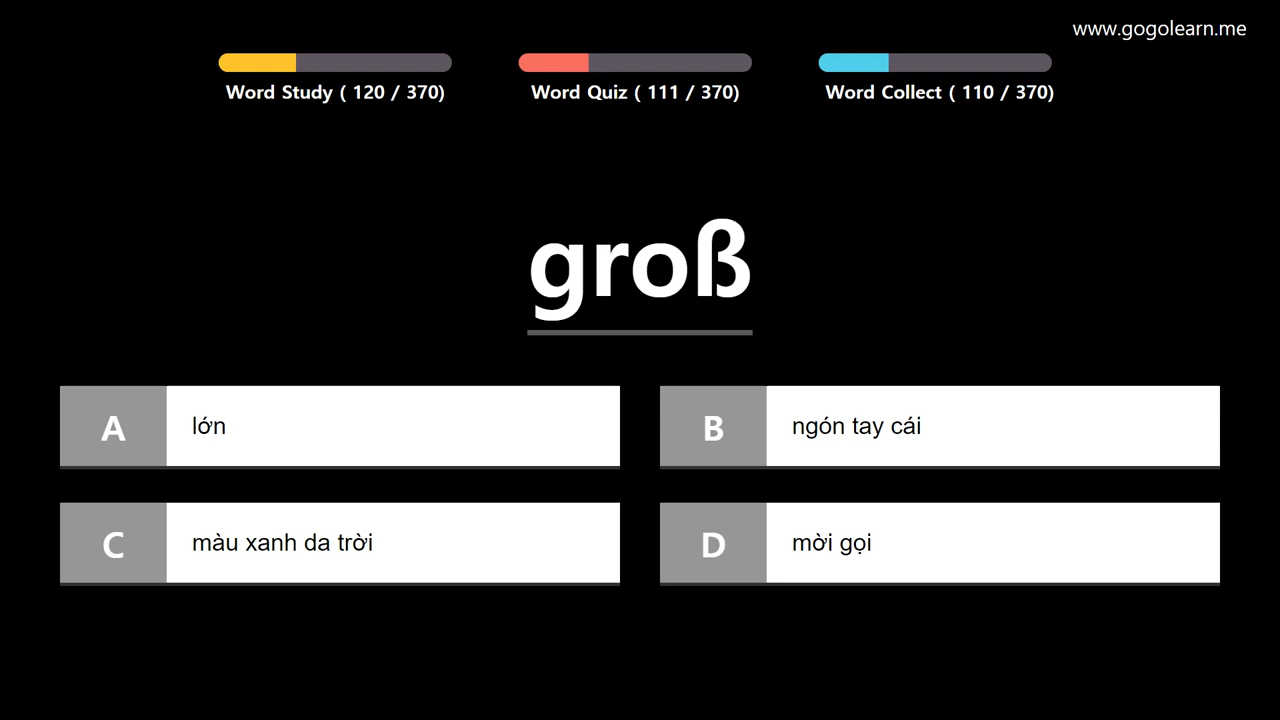 www.gogolearn.me
Word Study ( 120 / 370)
Word Quiz ( 111 / 370)
Word Collect ( 110 / 370)
groß
A
lớn
B
ngón tay cái
C
màu xanh da trời
D
mời gọi